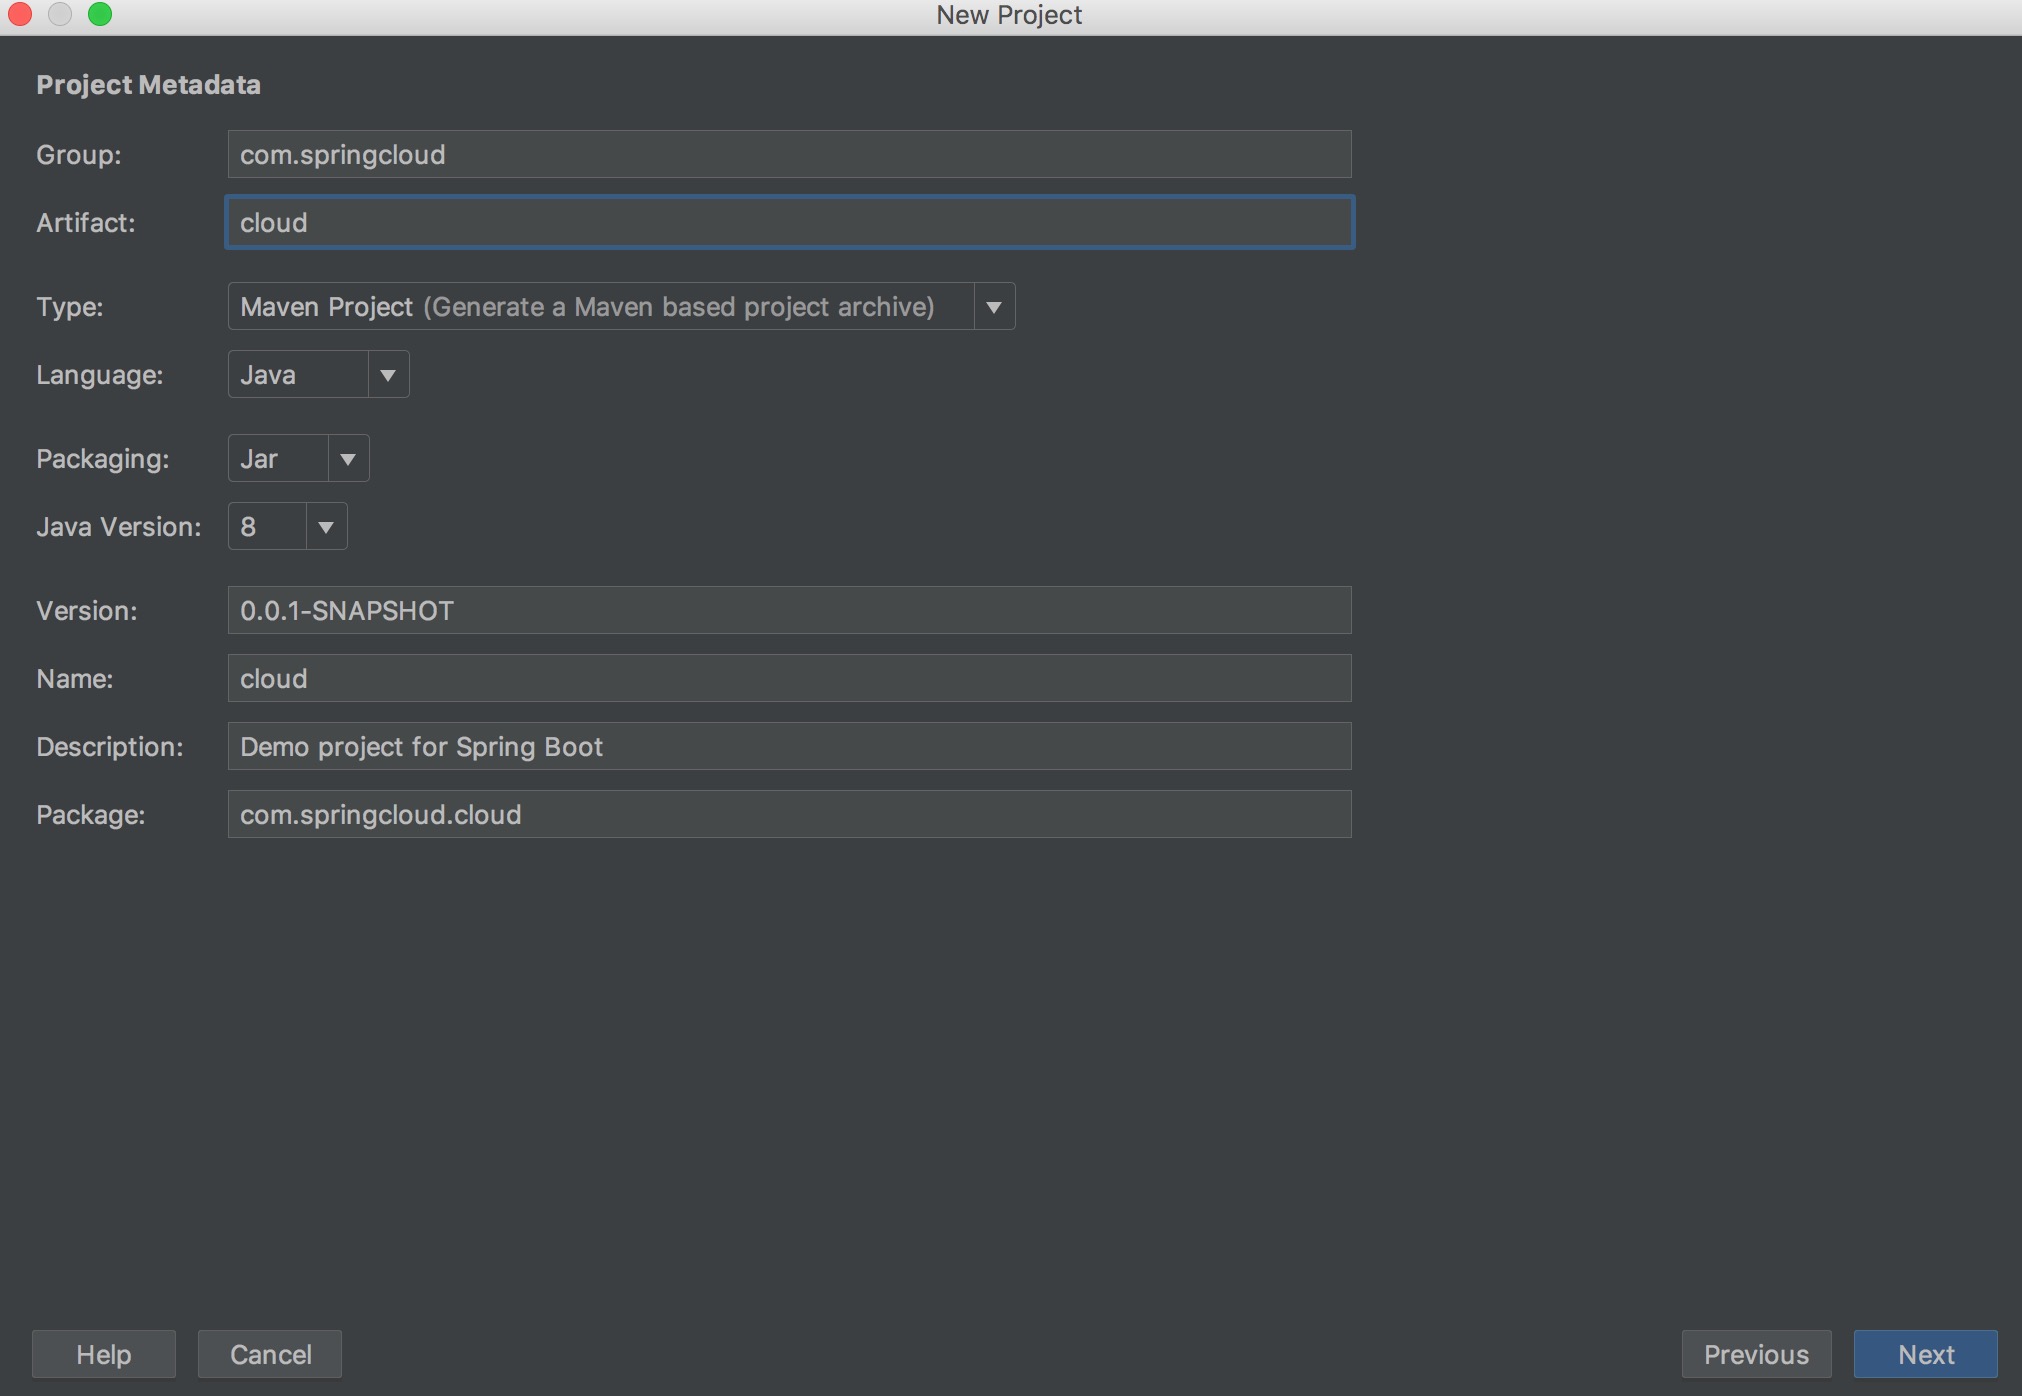 New Project
Project Metadata
Group: com.springcloud
Artifact: cloud
Type: Maven Project (Generate a Maven based project archive)
Language: Java
Packaging: Jar
Java Version: 8
Version: 0.0.1-SNAPSHOT
Name: cloud
Description: Demo project for Spring Boot
Package: com.springcloud.cloud
Help Cancel Previous Next